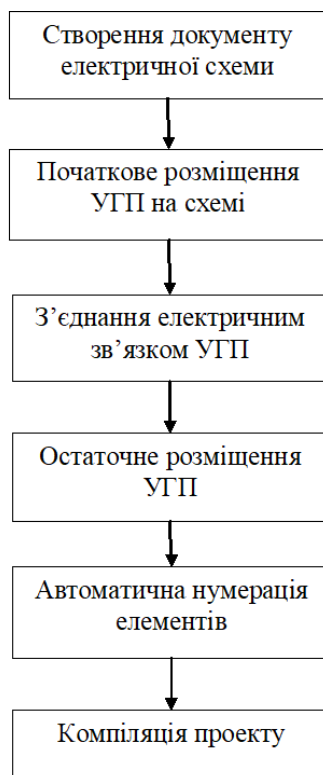 Створення документу
електричної схеми
Початкове розміщення
УГП на схемі
З’єднання електричним
зв’язком УГП
Остаточне розміщення
УГП
Автоматична нумерація
елементів
Компіляція проекту